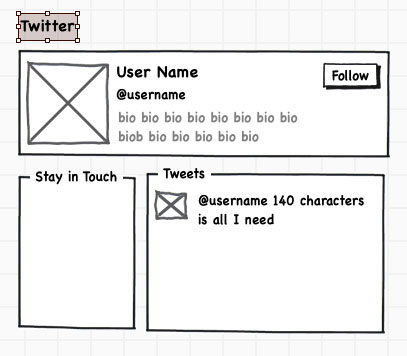 Twitter
User Name
Follow
@username
bio bio bio bio bio bio bio bio
biob bio bio bio bio bio
Stay in Touch
Tweets
@username 140 characters
is all I need